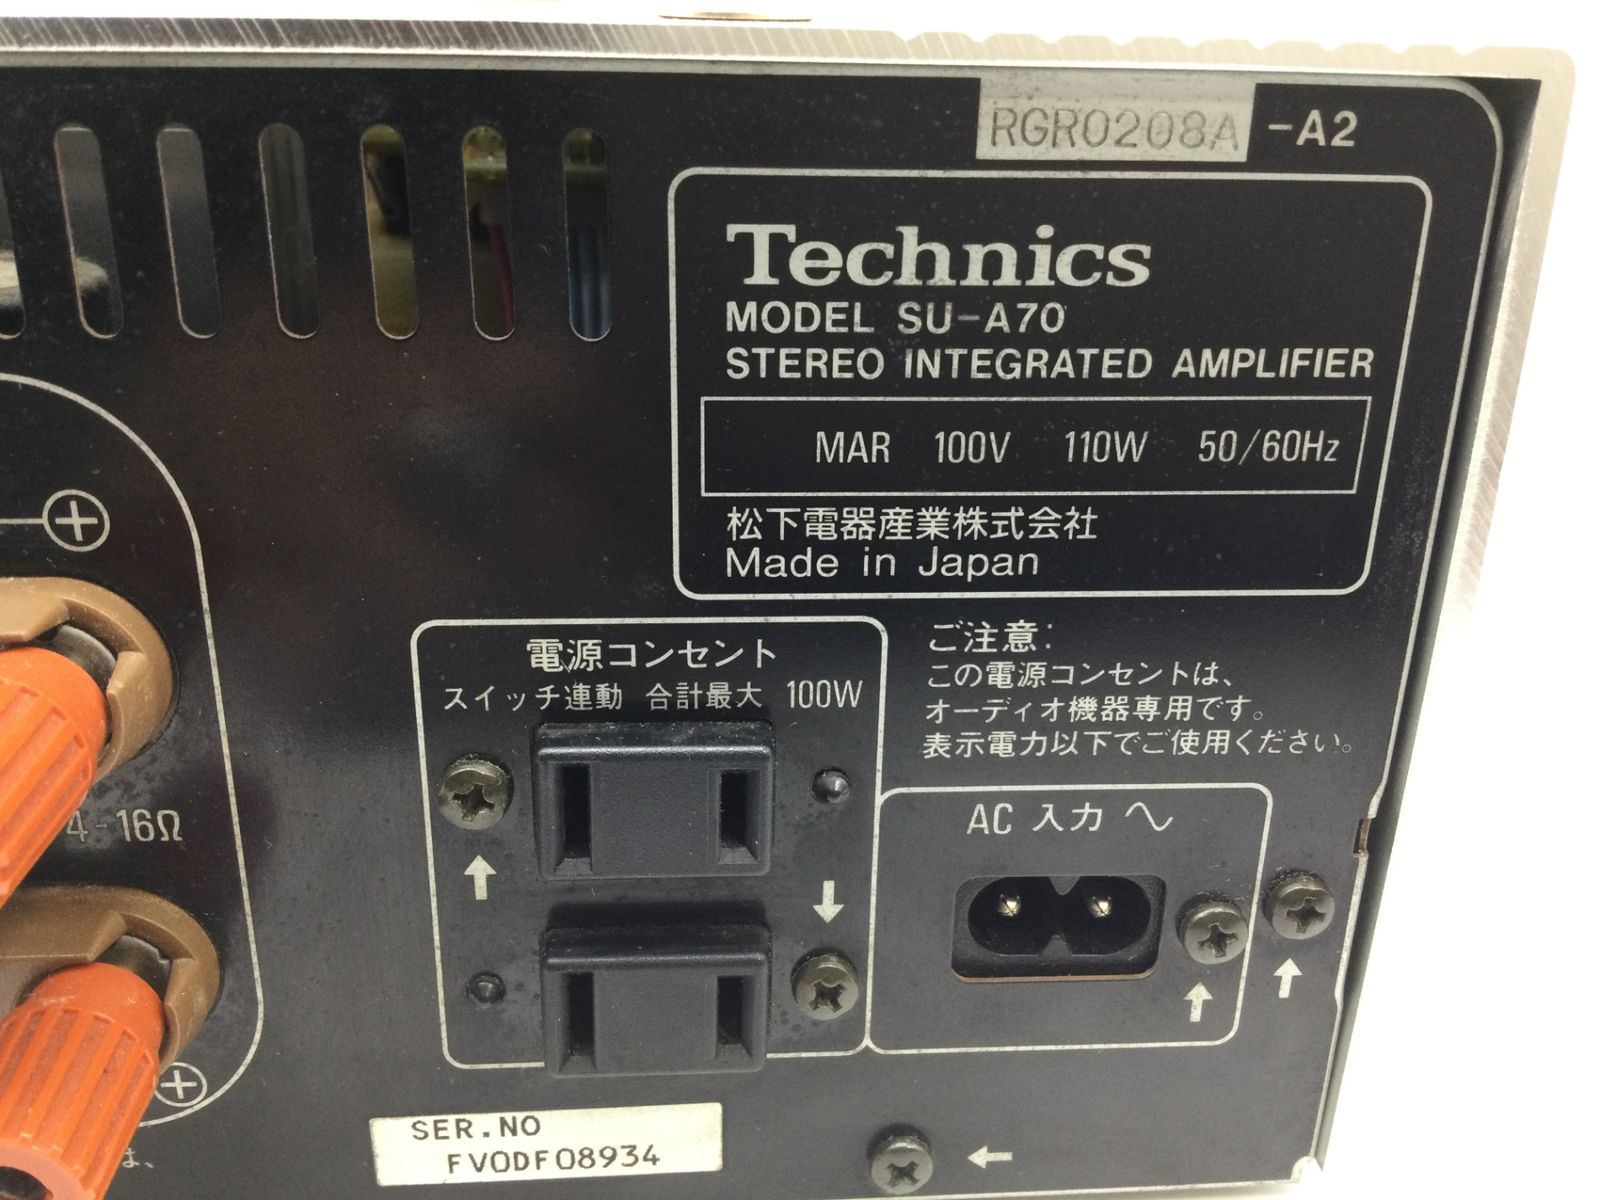 RGR0208A -A2
Technics
MODEL SU-A70
STEREO INTEGRATED AMPLIFIER
MAR 100V 110W 50/60Hz
松下電器産業株式会社
Made in Japan
電源コンセント
スイッチ連動 合計最大 100W
ご注意:
この電源コンセントは、
オーディオ機器専用です。
表示電力以下でご使用ください。
AC 入力
4-16Ω
SER.NO
FV0DF08934
は、